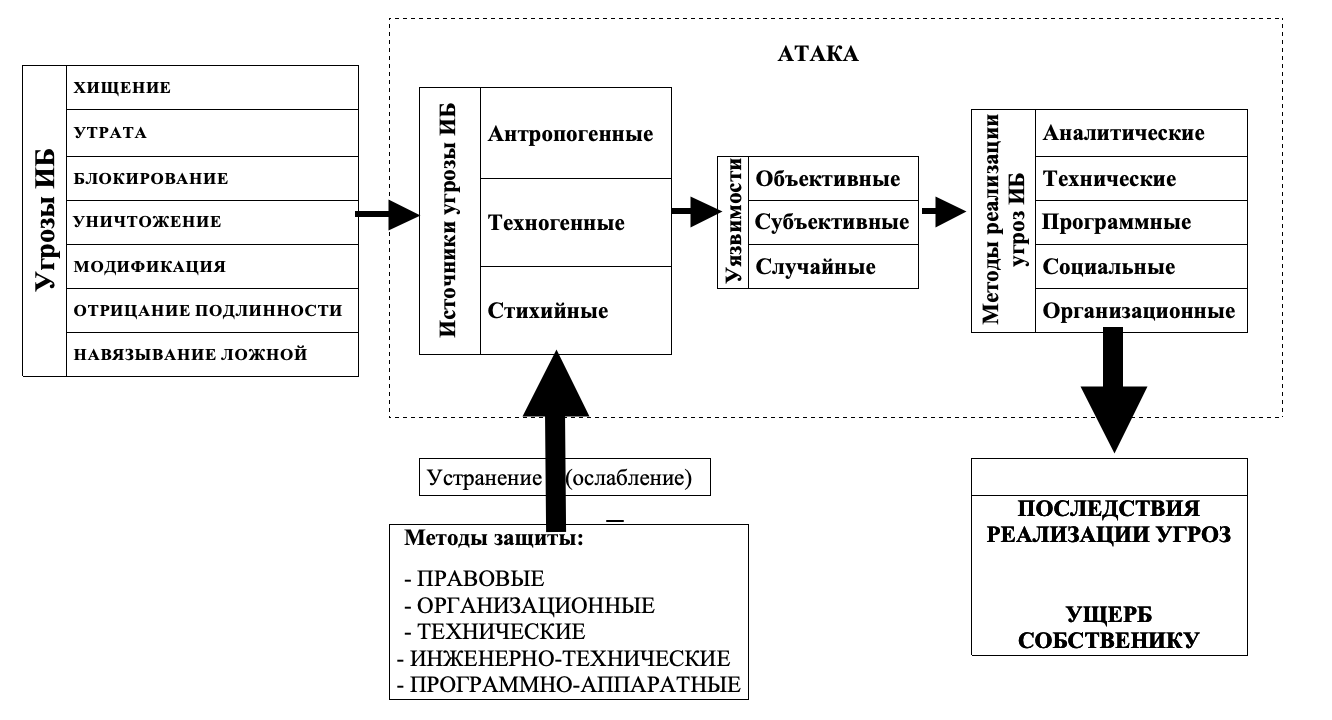 АТАКА
Угрозы ИБ
ХИЩЕНИЕ
УТРАТА
БЛОКИРОВАНИЕ
УНИЧТОЖЕНИЕ
МОДИФИКАЦИЯ
ОТРИЦАНИЕ ПОДЛИННОСТИ
НАВЯЗЫВАНИЕ ЛОЖНОЙ
Источники угрозы ИБ
Антропогенные
Техногенные
Стихийные
Уязвимости
Объективные
Субъективные
Случайные
Методы реализации
угроз ИБ
Аналитические
Технические
Программные
Социальные
Организационные
Устранение (ослабление)
Методы защиты:
- ПРАВОВЫЕ
- ОРГАНИЗАЦИОННЫЕ
- ТЕХНИЧЕСКИЕ
- ИНЖЕНЕРНО-ТЕХНИЧЕСКИЕ
- ПРОГРАММНО-АППАРАТНЫЕ
ПОСЛЕДСТВИЯ
РЕАЛИЗАЦИИ УГРОЗ
УЩЕРБ
СОБСТВЕНИКУ